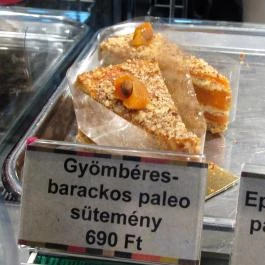 Gyömbéres-
barackos paleo
sütemény
690 Ft